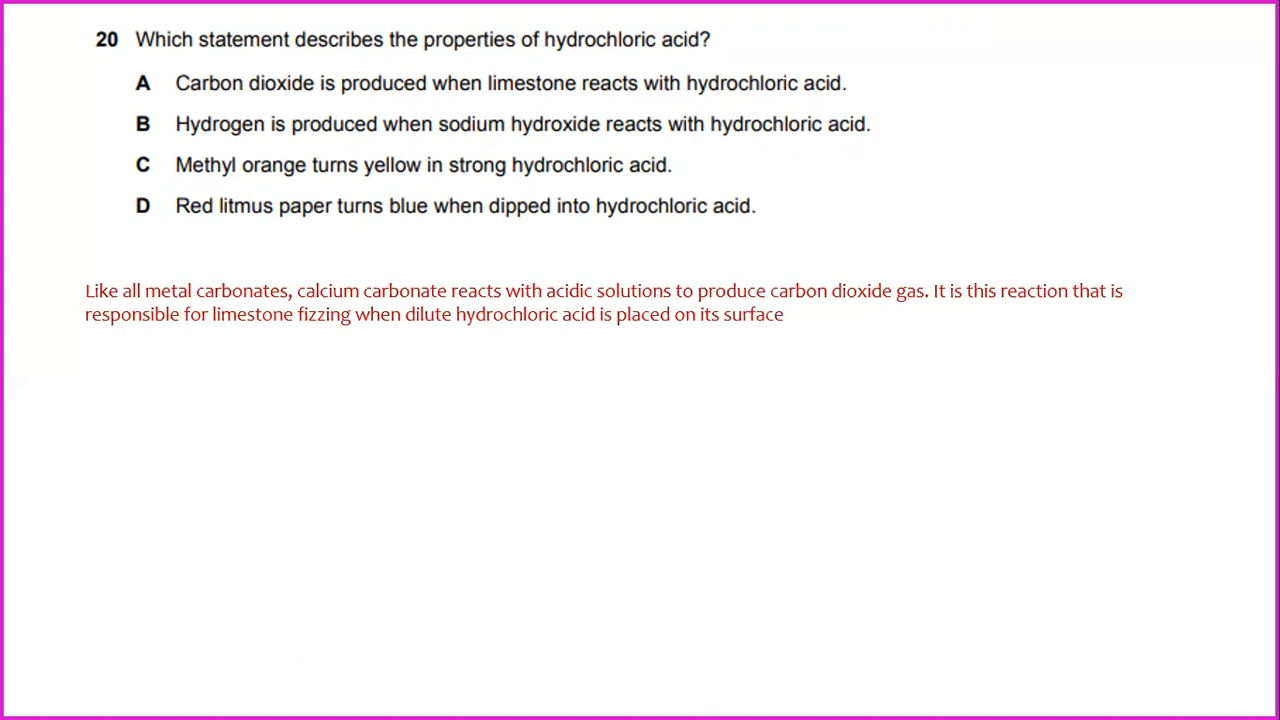 20 Which statement describes the properties of hydrochloric acid?
A Carbon dioxide is produced when limestone reacts with hydrochloric acid.
B Hydrogen is produced when sodium hydroxide reacts with hydrochloric acid.
C Methyl orange turns yellow in strong hydrochloric acid.
D Red litmus paper turns blue when dipped into hydrochloric acid.
Like all metal carbonates, calcium carbonate reacts with acidic solutions to produce carbon dioxide gas. It is this reaction that is
responsible for limestone fizzing when dilute hydrochloric acid is placed on its surface